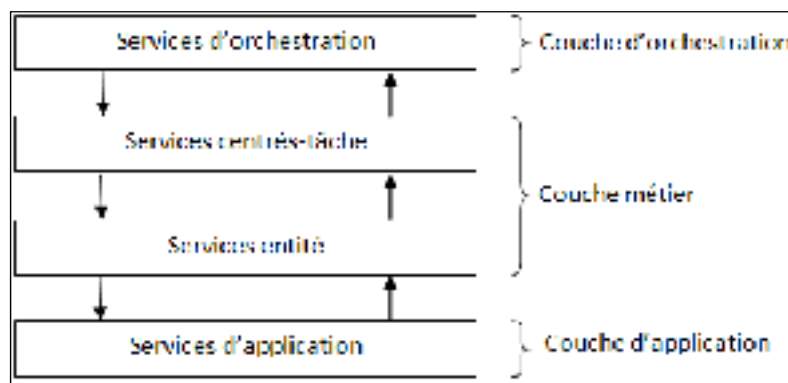 Services d'orchestration
Couche d'orchestration
Services centrés-tâche
Couche métier
Services entité
Services d'application
Couche d'application